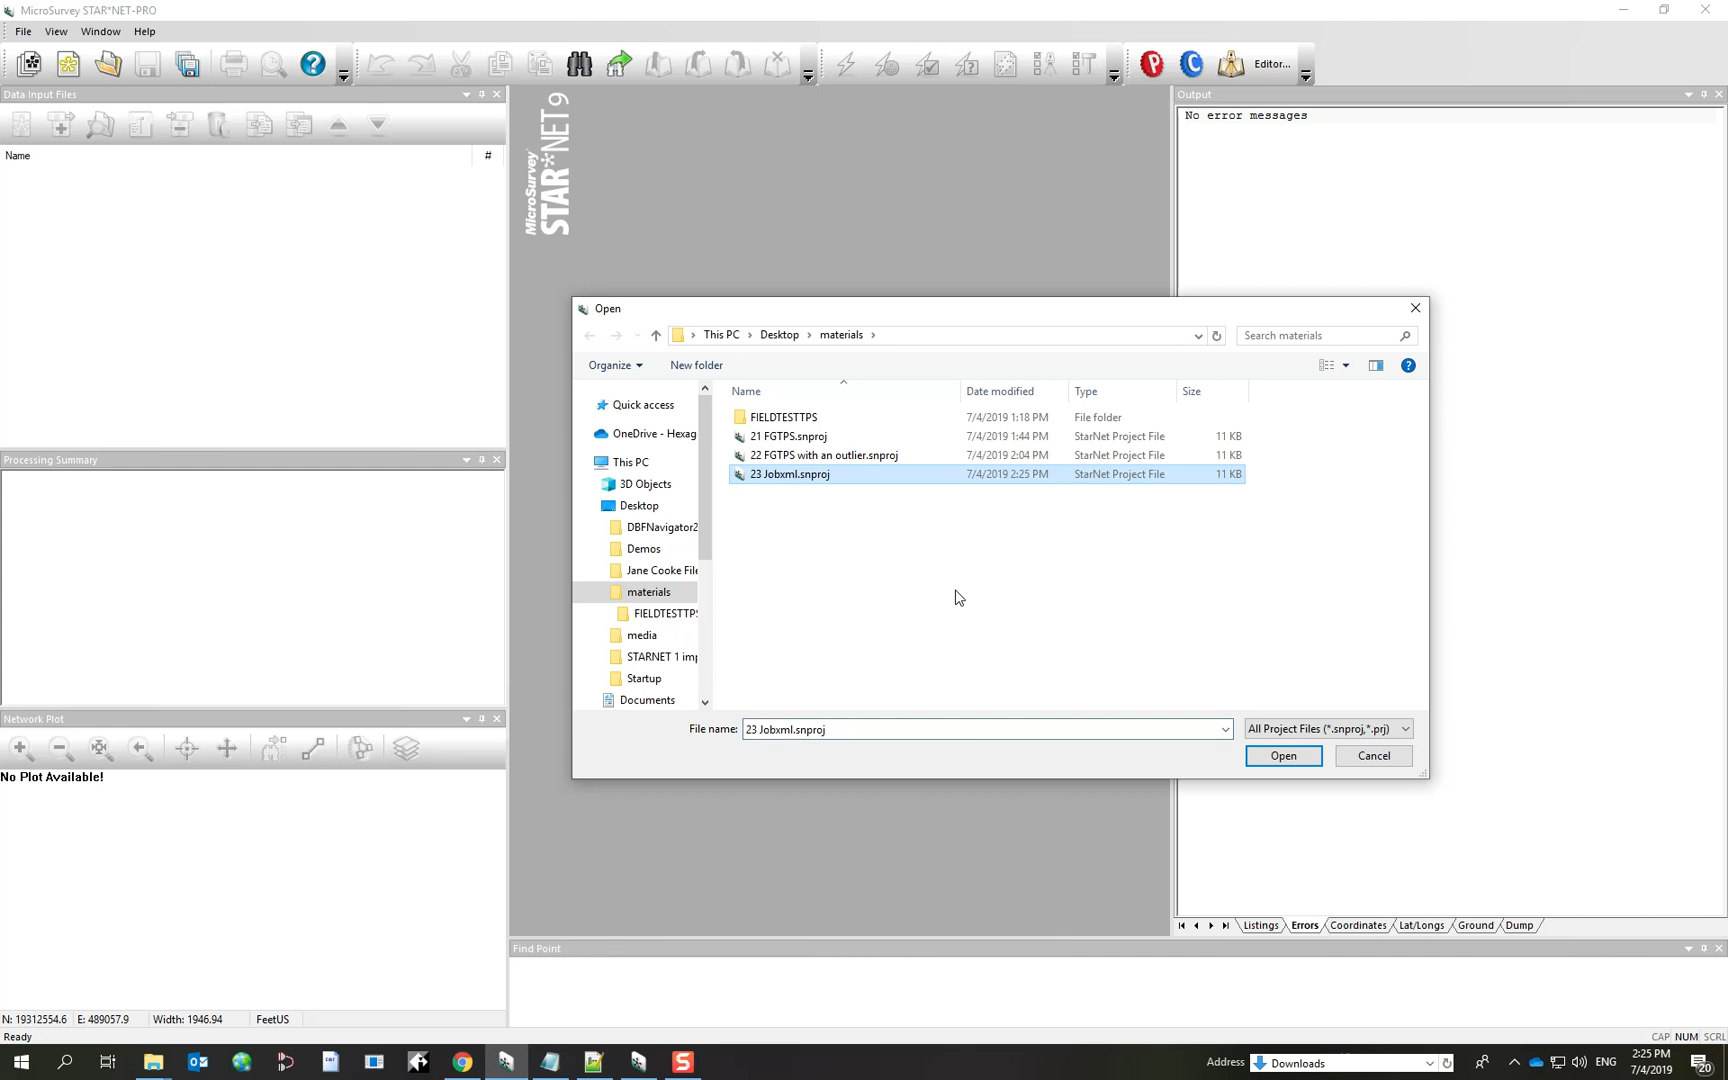 MicroSurvey STAR*NET-PRO
File View Window Help
Editor...
Data Input Files
Name #
MicroSurvey
STAR*NET 9
Output
No error messages
Open
This PC Desktop materials
Search materials
Organize New folder
Name Date modified Type Size
Quick access
OneDrive - Hexag
This PC
3D Objects
Desktop
DBFNavigator2
Demos
Jane Cooke File
materials
FIELDTESTTPS
media
STARNET 1 imp
Startup
Documents
FIELDTESTTPS 7/4/2019 1:18 PM File folder
21 FGTPS.snproj 7/4/2019 1:44 PM StarNet Project File 11 KB
22 FGTPS with an outlier.snproj 7/4/2019 2:04 PM StarNet Project File 11 KB
23 Jobxml.snproj 7/4/2019 2:25 PM StarNet Project File 11 KB
File name: 23 Jobxml.snproj All Project Files (*.snproj,*.prj)
Open Cancel
Processing Summary
Network Plot
No Plot Available!
Listings Errors Coordinates Lat/Longs Ground Dump
Find Point
N: 19312554.6 E: 489057.9 Width: 1946.94 FeetUS
Ready CAP NUM SCRL
Address Downloads ENG 2:25 PM
7/4/2019 20